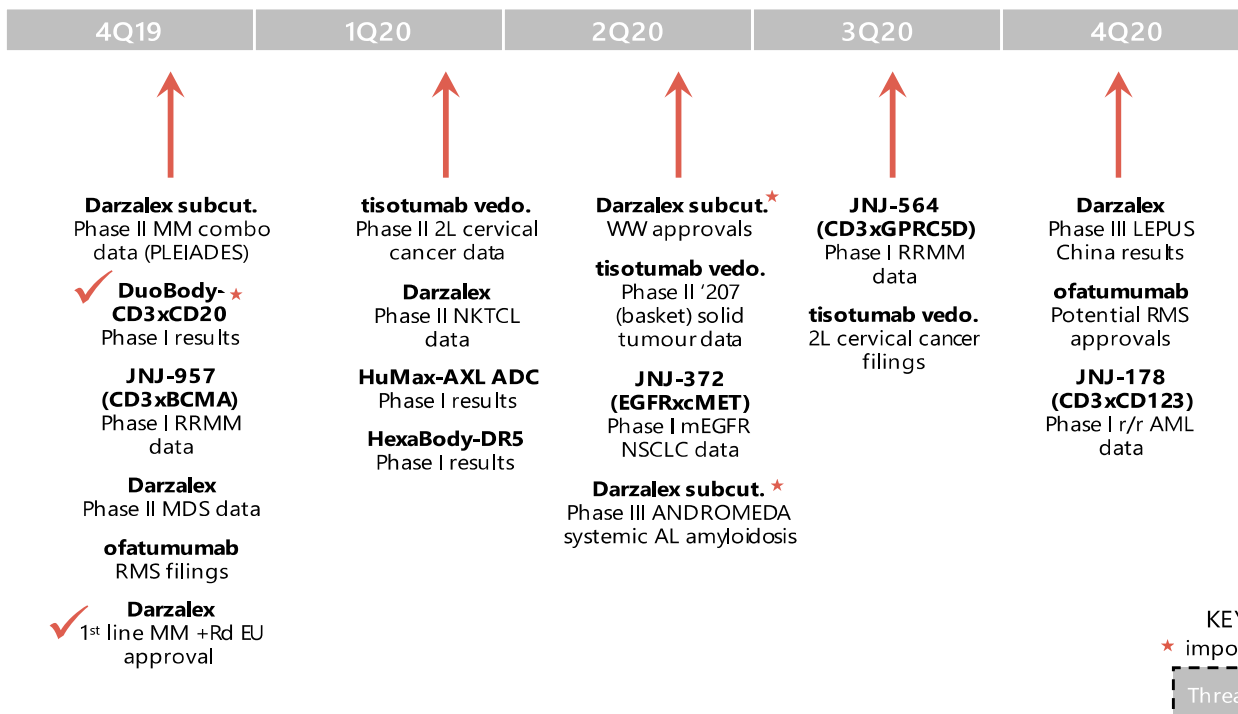 4Q19
1Q20
2Q20
3Q20
4Q20
Darzalex subcut.
Phase II MM combo
data (PLEIADES)
DuoBody-
CD3xCD20
Phase I results
JNJ-957
(CD3xBCMA)
Phase I RRMM
data
Darzalex
Phase II MDS data
ofatumumab
RMS filings
Darzalex
1st line MM +Rd EU
approval
tisotumab vedo.
Phase II 2L cervical
cancer data
Darzalex
Phase II NKTCL
data
HuMax-AXL ADC
Phase I results
HexaBody-DR5
Phase I results
Darzalex subcut.
WW approvals
tisotumab vedo.
Phase II ‘207
(basket) solid
tumour data
JNJ-372
(EGFRxcMET)
Phase I mEGFR
NSCLC data
Darzalex subcut.
Phase III ANDROMEDA
systemic AL amyloidosis
JNJ-564
(CD3xGPRC5D)
Phase I RRMM
data
tisotumab vedo.
2L cervical cancer
filings
Darzalex
Phase III LEPUS
China results
ofatumumab
Potential RMS
approvals
JNJ-178
(CD3xCD123)
Phase I r/r AML
data
KEY